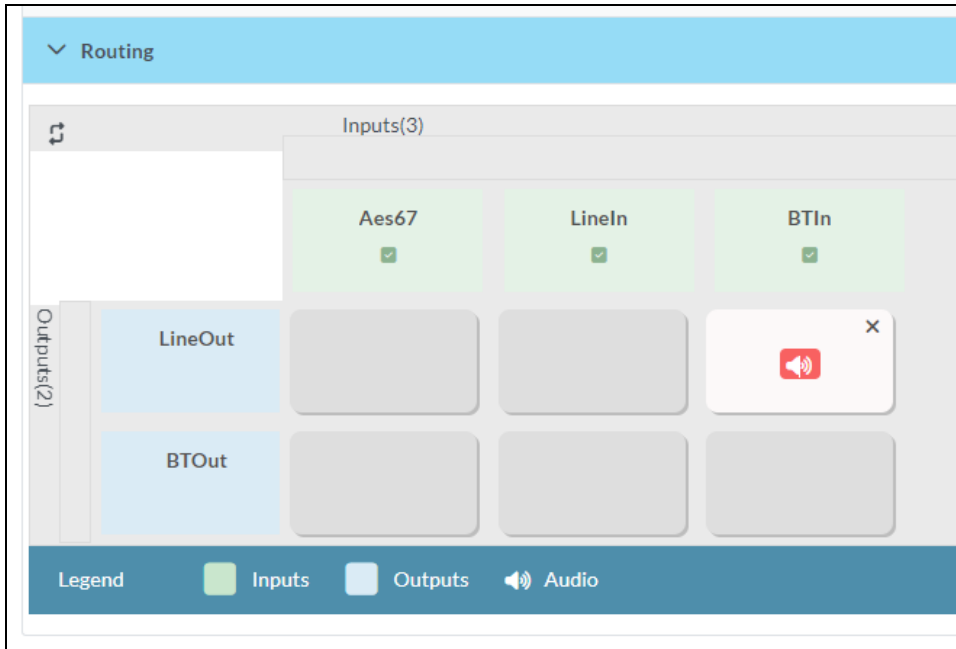 Routing
Inputs(3)
Aes67
LineIn
BTIn
Outputs(2)
LineOut
BTOut
Legend
Inputs
Outputs
Audio